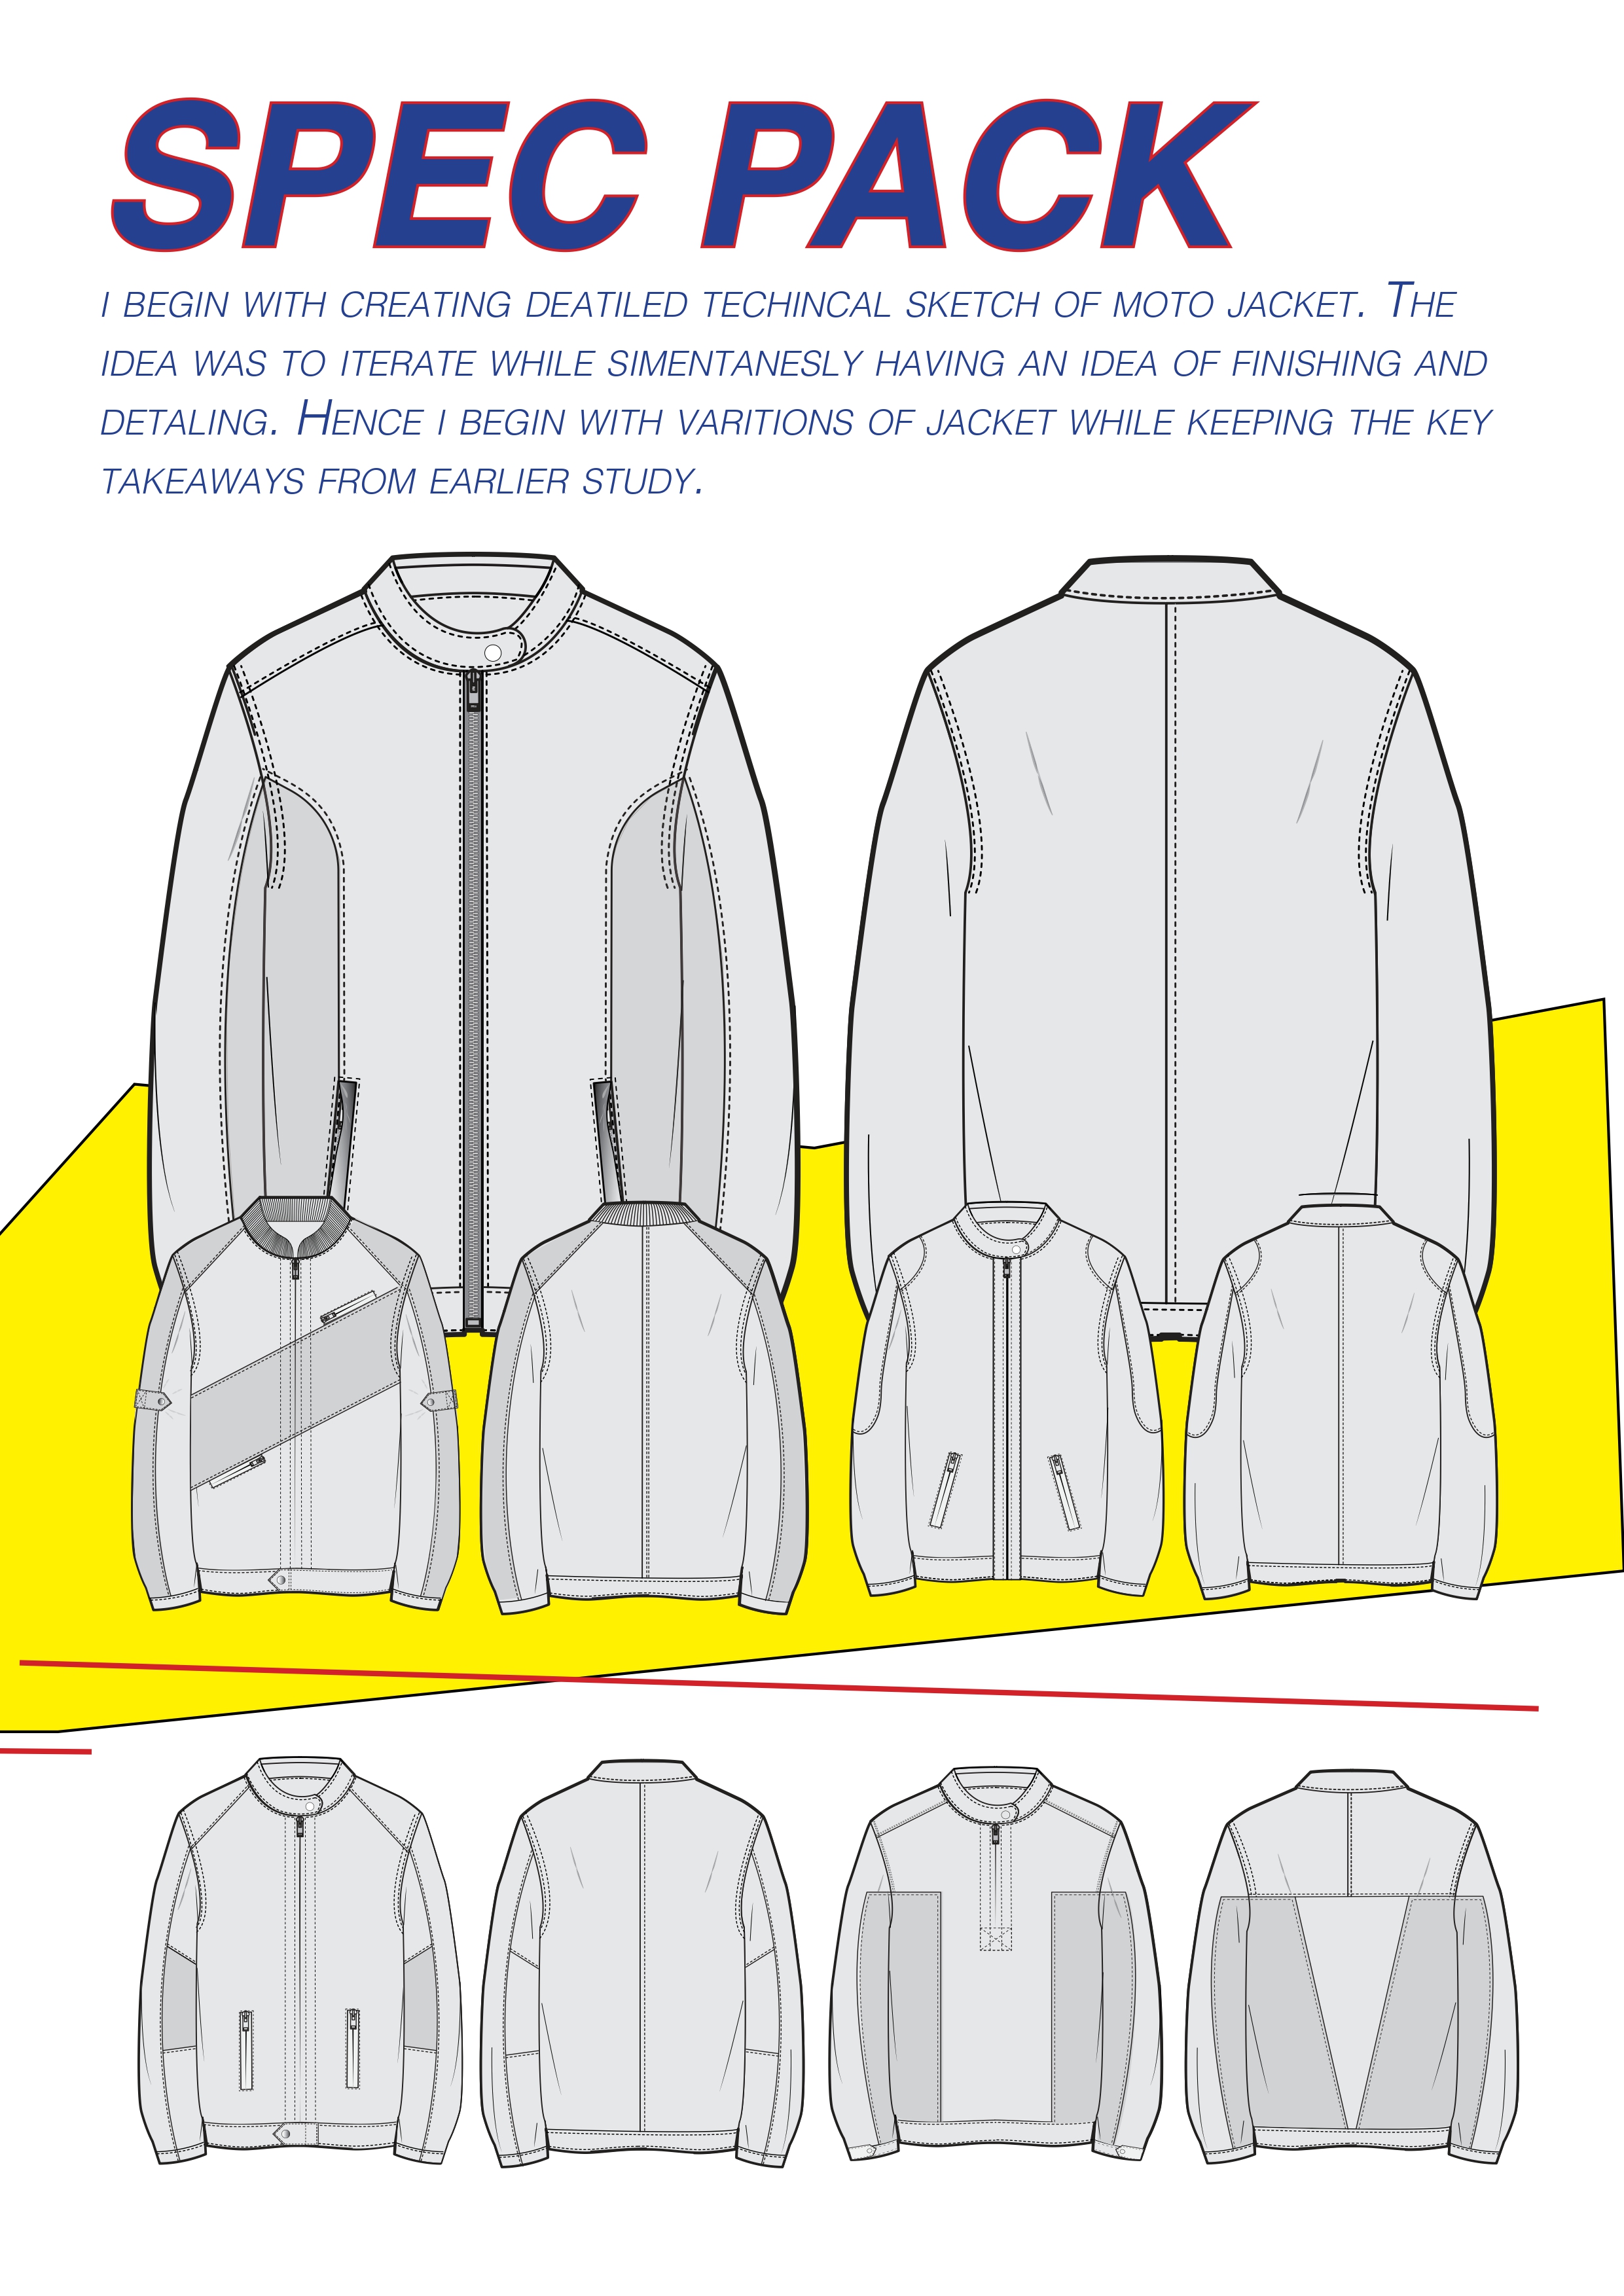 SPEC PACK
I BEGIN WITH CREATING DEATILED TECHINCAL SKETCH OF MOTO JACKET. THE
IDEA WAS TO ITERATE WHILE SIMENTANESLY HAVING AN IDEA OF FINISHING AND
DETALING. HENCE I BEGIN WITH VARITIONS OF JACKET WHILE KEEPING THE KEY
TAKEAWAYS FROM EARLIER STUDY.